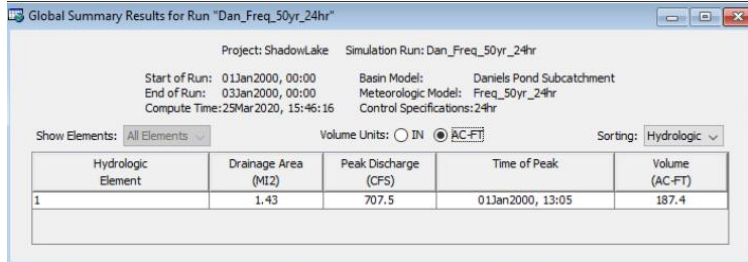 Global Summary Results for Run "Dan_Freq_50yr_24hr"
Project: ShadowLake Simulation Run: Dan_Freq_50yr_24hr
Start of Run: 01Jan2000, 00:00 Basin Model: Daniels Pond Subcatchment
End of Run: 03Jan2000, 00:00 Meteorologic Model: Freq_50yr_24hr
Compute Time:25Mar2020, 15:46:16 Control Specifications:24hr
Show Elements: All Elements Volume Units: IN AC-FT Sorting: Hydrologic
Hydrologic Drainage Area Peak Discharge Time of Peak Volume
Element (MI2) (CFS) (AC-FT)
1 1.43 707.5 01Jan2000, 13:05 187.4